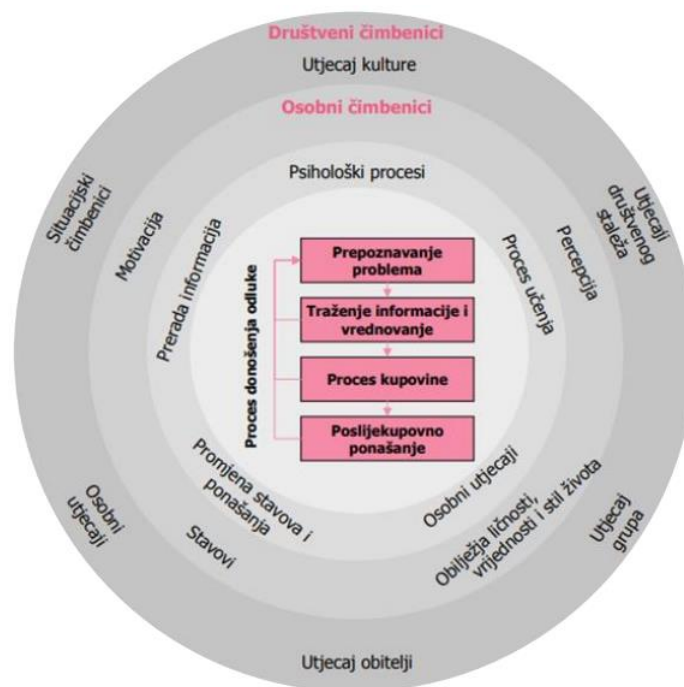 Društveni čimbenici
Utjecaj kulture
Osobni čimbenici
Psihološki procesi
Situacijski
čimbenici
Motivacija
Prerada informacija
Proces donošenja odluke
Prepoznavanje
problema
Traženje informacije i
vrednovanje
Proces kupovine
Poslijekupovno
ponašanje
Proces učenja
Percepcija
Utjecaji
društvenog
staleža
Osobni
utjecaji
Stavovi
Promjena stavova i
ponašanja
Osobni utjecaji
Obilježja ličnosti,
vrijednosti i stil života
Utjecaj
grupa
Utjecaj obitelji